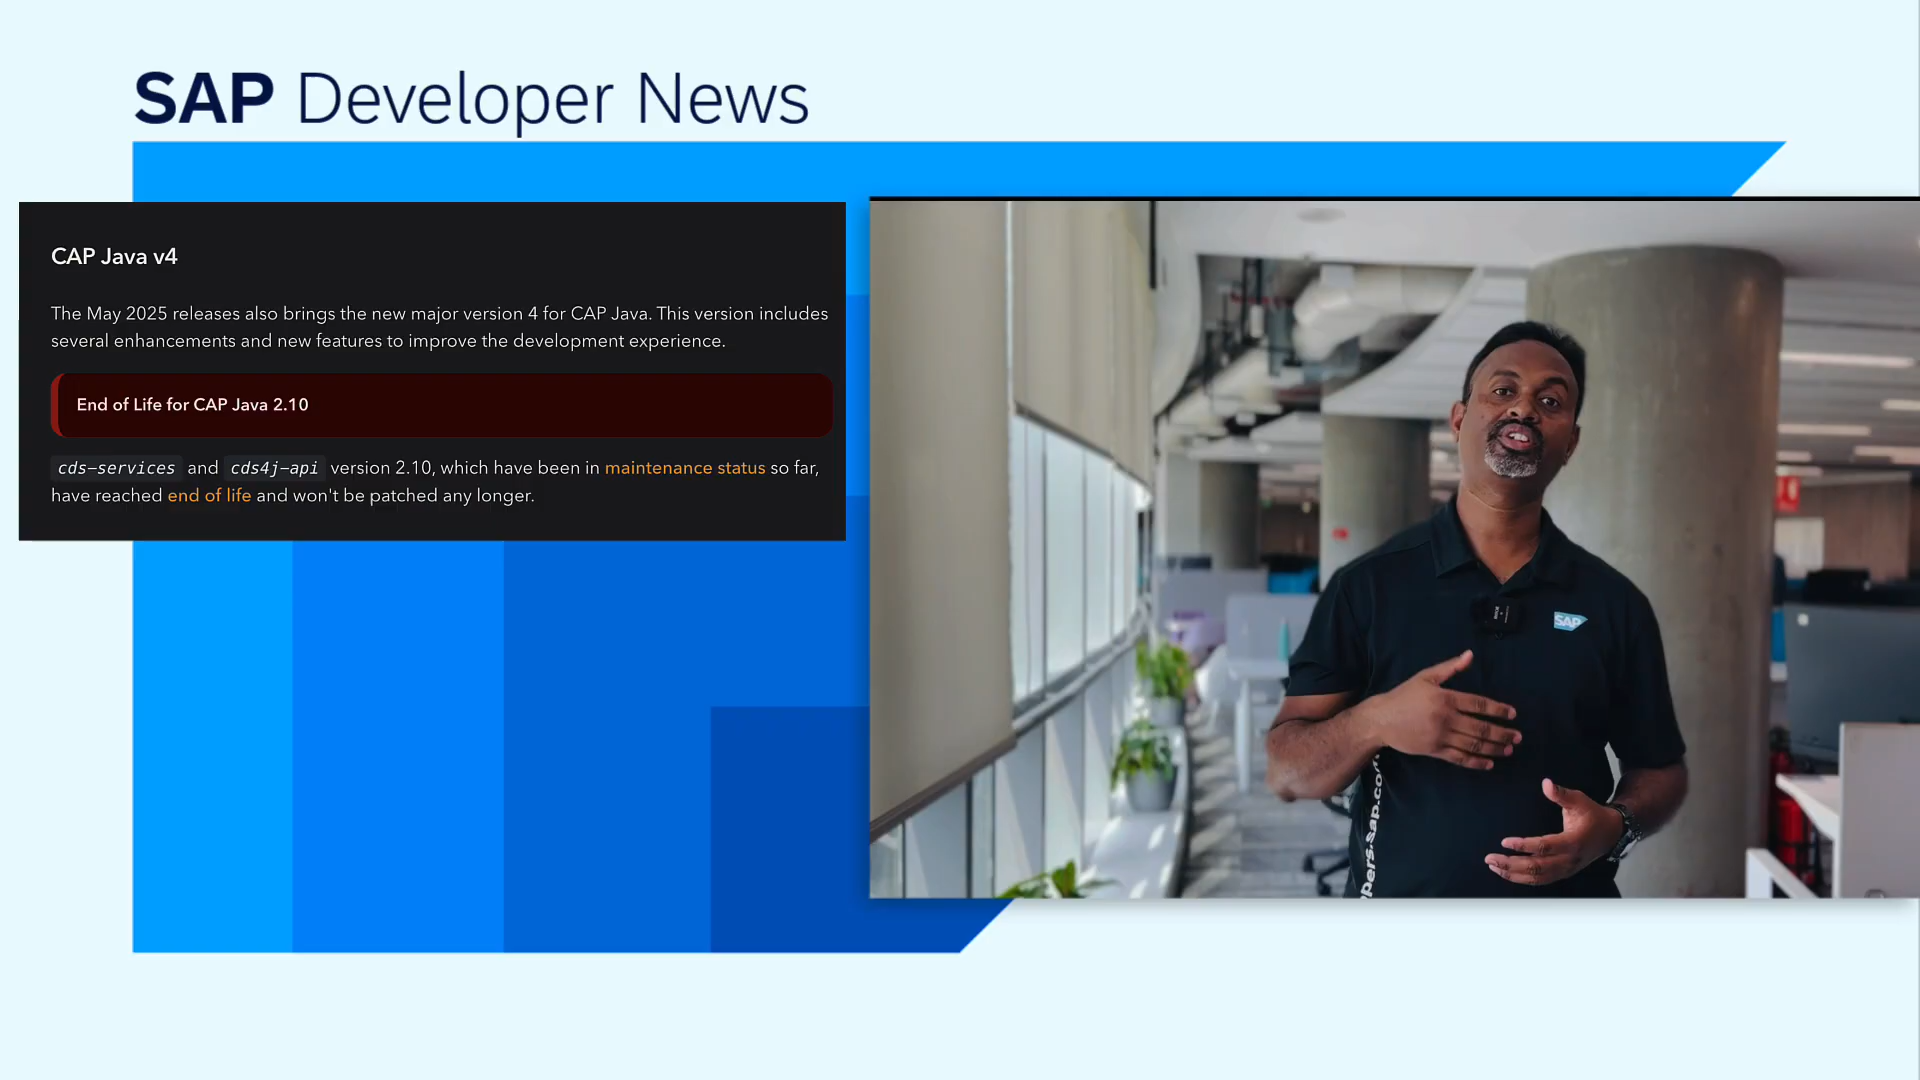 SAP Developer News
CAP Java v4
The May 2025 releases also brings the new major version 4 for CAP Java. This version includes
several enhancements and new features to improve the development experience.
End of Life for CAP Java 2.10
cds-services and cds4j-api version 2.10, which have been in maintenance status so far,
have reached end of life and won't be patched any longer.
SAP
pers.sap.com